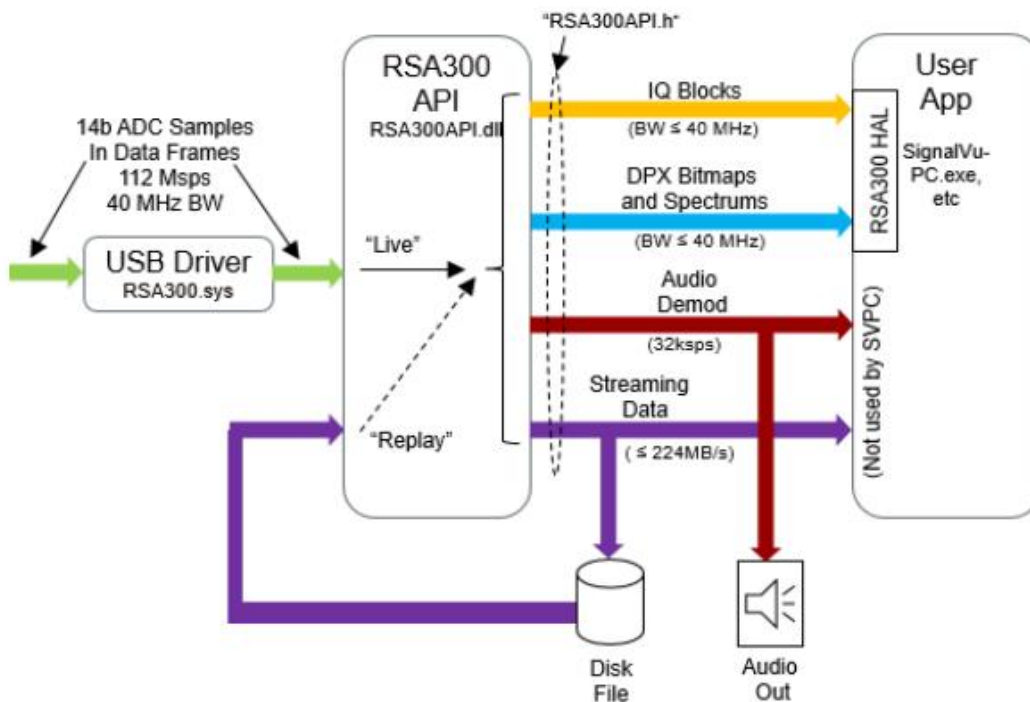 "RSA300API.h"
14b ADC Samples
In Data Frames
112 Msps
40 MHz BW
USB Driver
RSA300.sys
RSA300
API
RSA300API.dll
"Live"
"Replay"
IQ Blocks
(BW ≤ 40 MHz)
DPX Bitmaps
and Spectrums
(BW ≤ 40 MHz)
Audio
Demod
(32ksps)
Streaming
Data
( ≤ 224MB/s)
User
App
RSA300 HAL
SignalVu-
PC.exe,
etc
(Not used by SVPC)
Disk
File
Audio
Out